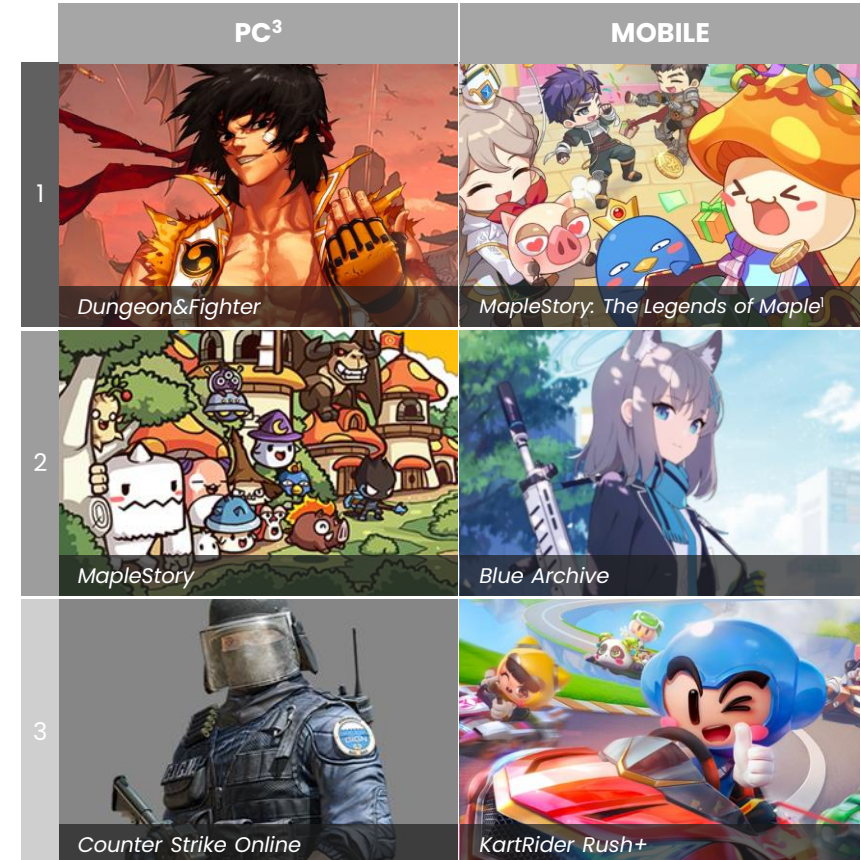 PC³ MOBILE
1
Dungeon&Fighter MapleStory: The Legends of Maple¹
2
MapleStory Blue Archive
3
Counter Strike Online KartRider Rush+